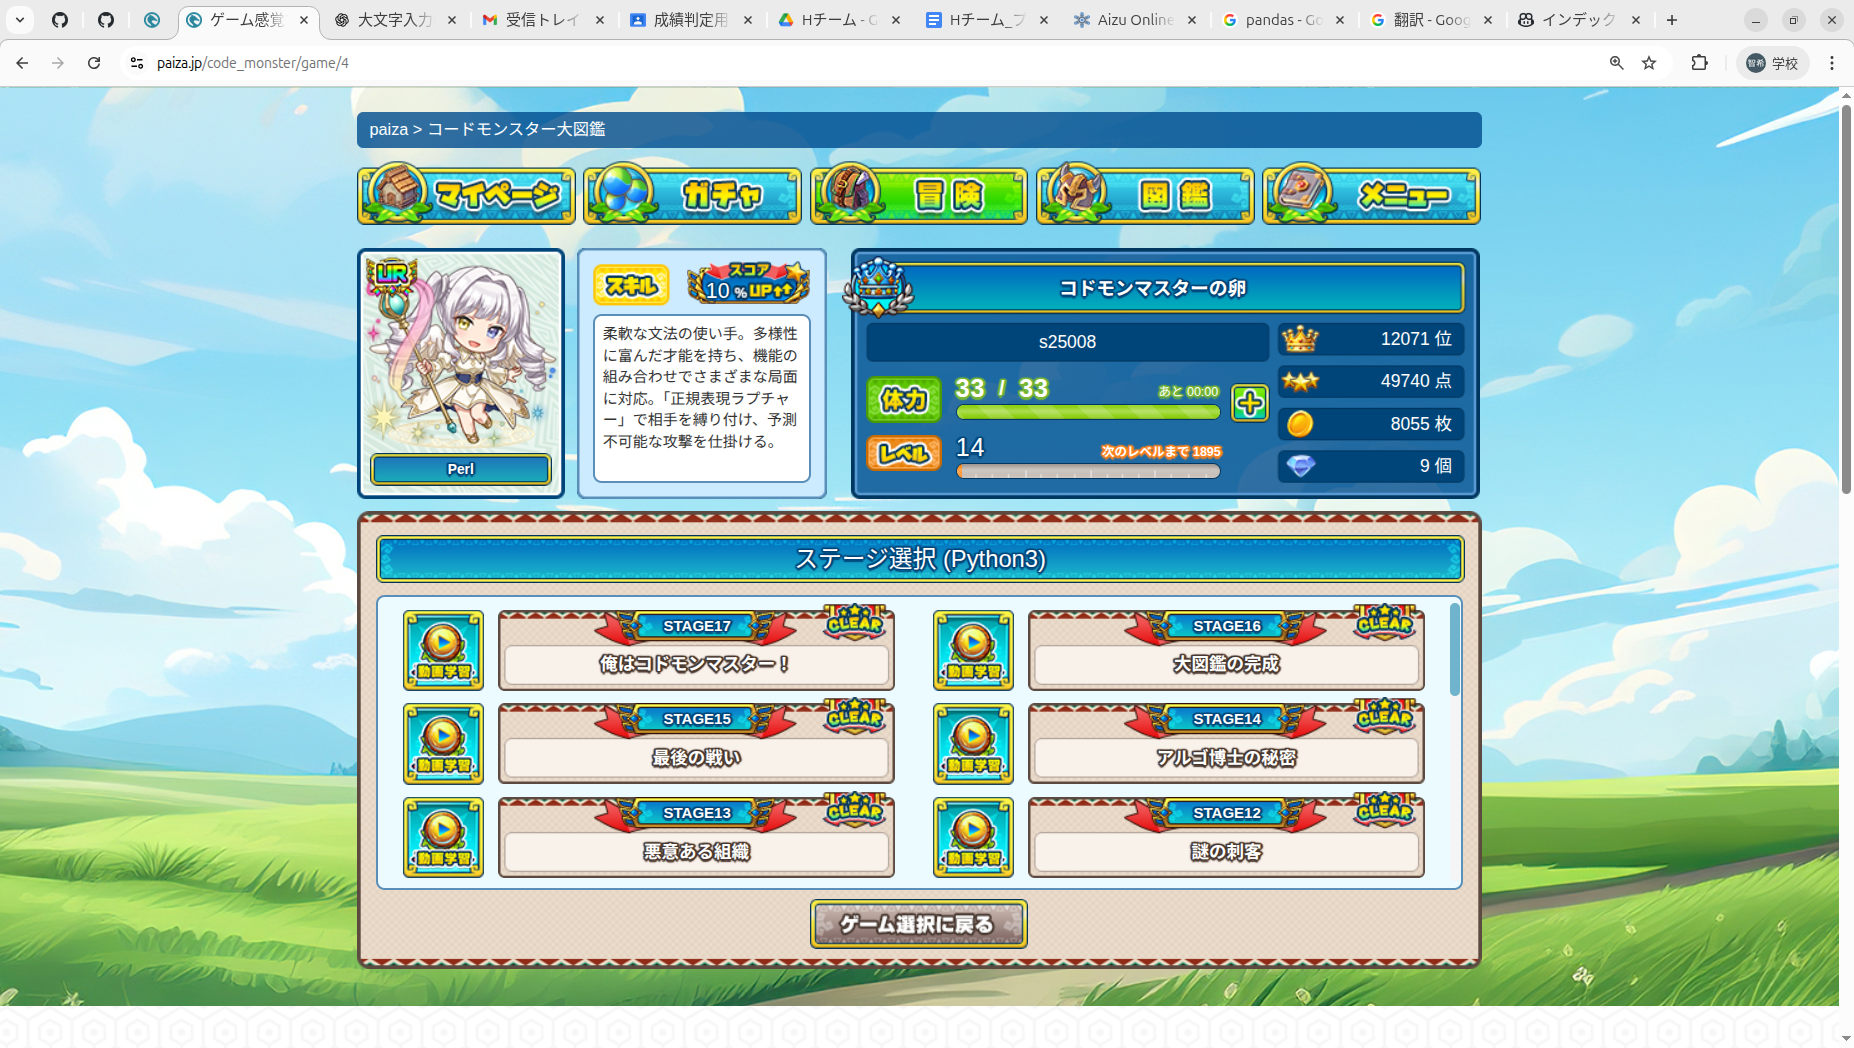 ゲーム感覚
大文字入力
受信トレイ
成績判定用
Hチーム - G
Hチーム_プ
Aizu Online
pandas - Go
翻訳 - Goog
インデック
paiza.jp/code_monster/game/4
智希
学校
paiza > コードモンスター大図鑑
マイページ
ガチャ
冒険
図鑑
メニュー
UR
Perl
スキル
スコア
10 % UP↑↑
柔軟な文法の使い手。多様性
に富んだ才能を持ち、機能の
組み合わせでさまざまな局面
に対応。「正規表現ラプチャ
ー」で相手を縛り付け、予測
不可能な攻撃を仕掛ける。
コドモンマスターの卵
s25008
体力
33 / 33
あと 00:00
レベル
14
次のレベルまで 1895
12071 位
49740 点
8055 枚
9 個
ステージ選択 (Python3)
動画学習
STAGE17
CLEAR
俺はコドモンマスター！
動画学習
STAGE16
CLEAR
大図鑑の完成
動画学習
STAGE15
CLEAR
最後の戦い
動画学習
STAGE14
CLEAR
アルゴ博士の秘密
動画学習
STAGE13
CLEAR
悪意ある組織
動画学習
STAGE12
CLEAR
謎の刺客
ゲーム選択に戻る